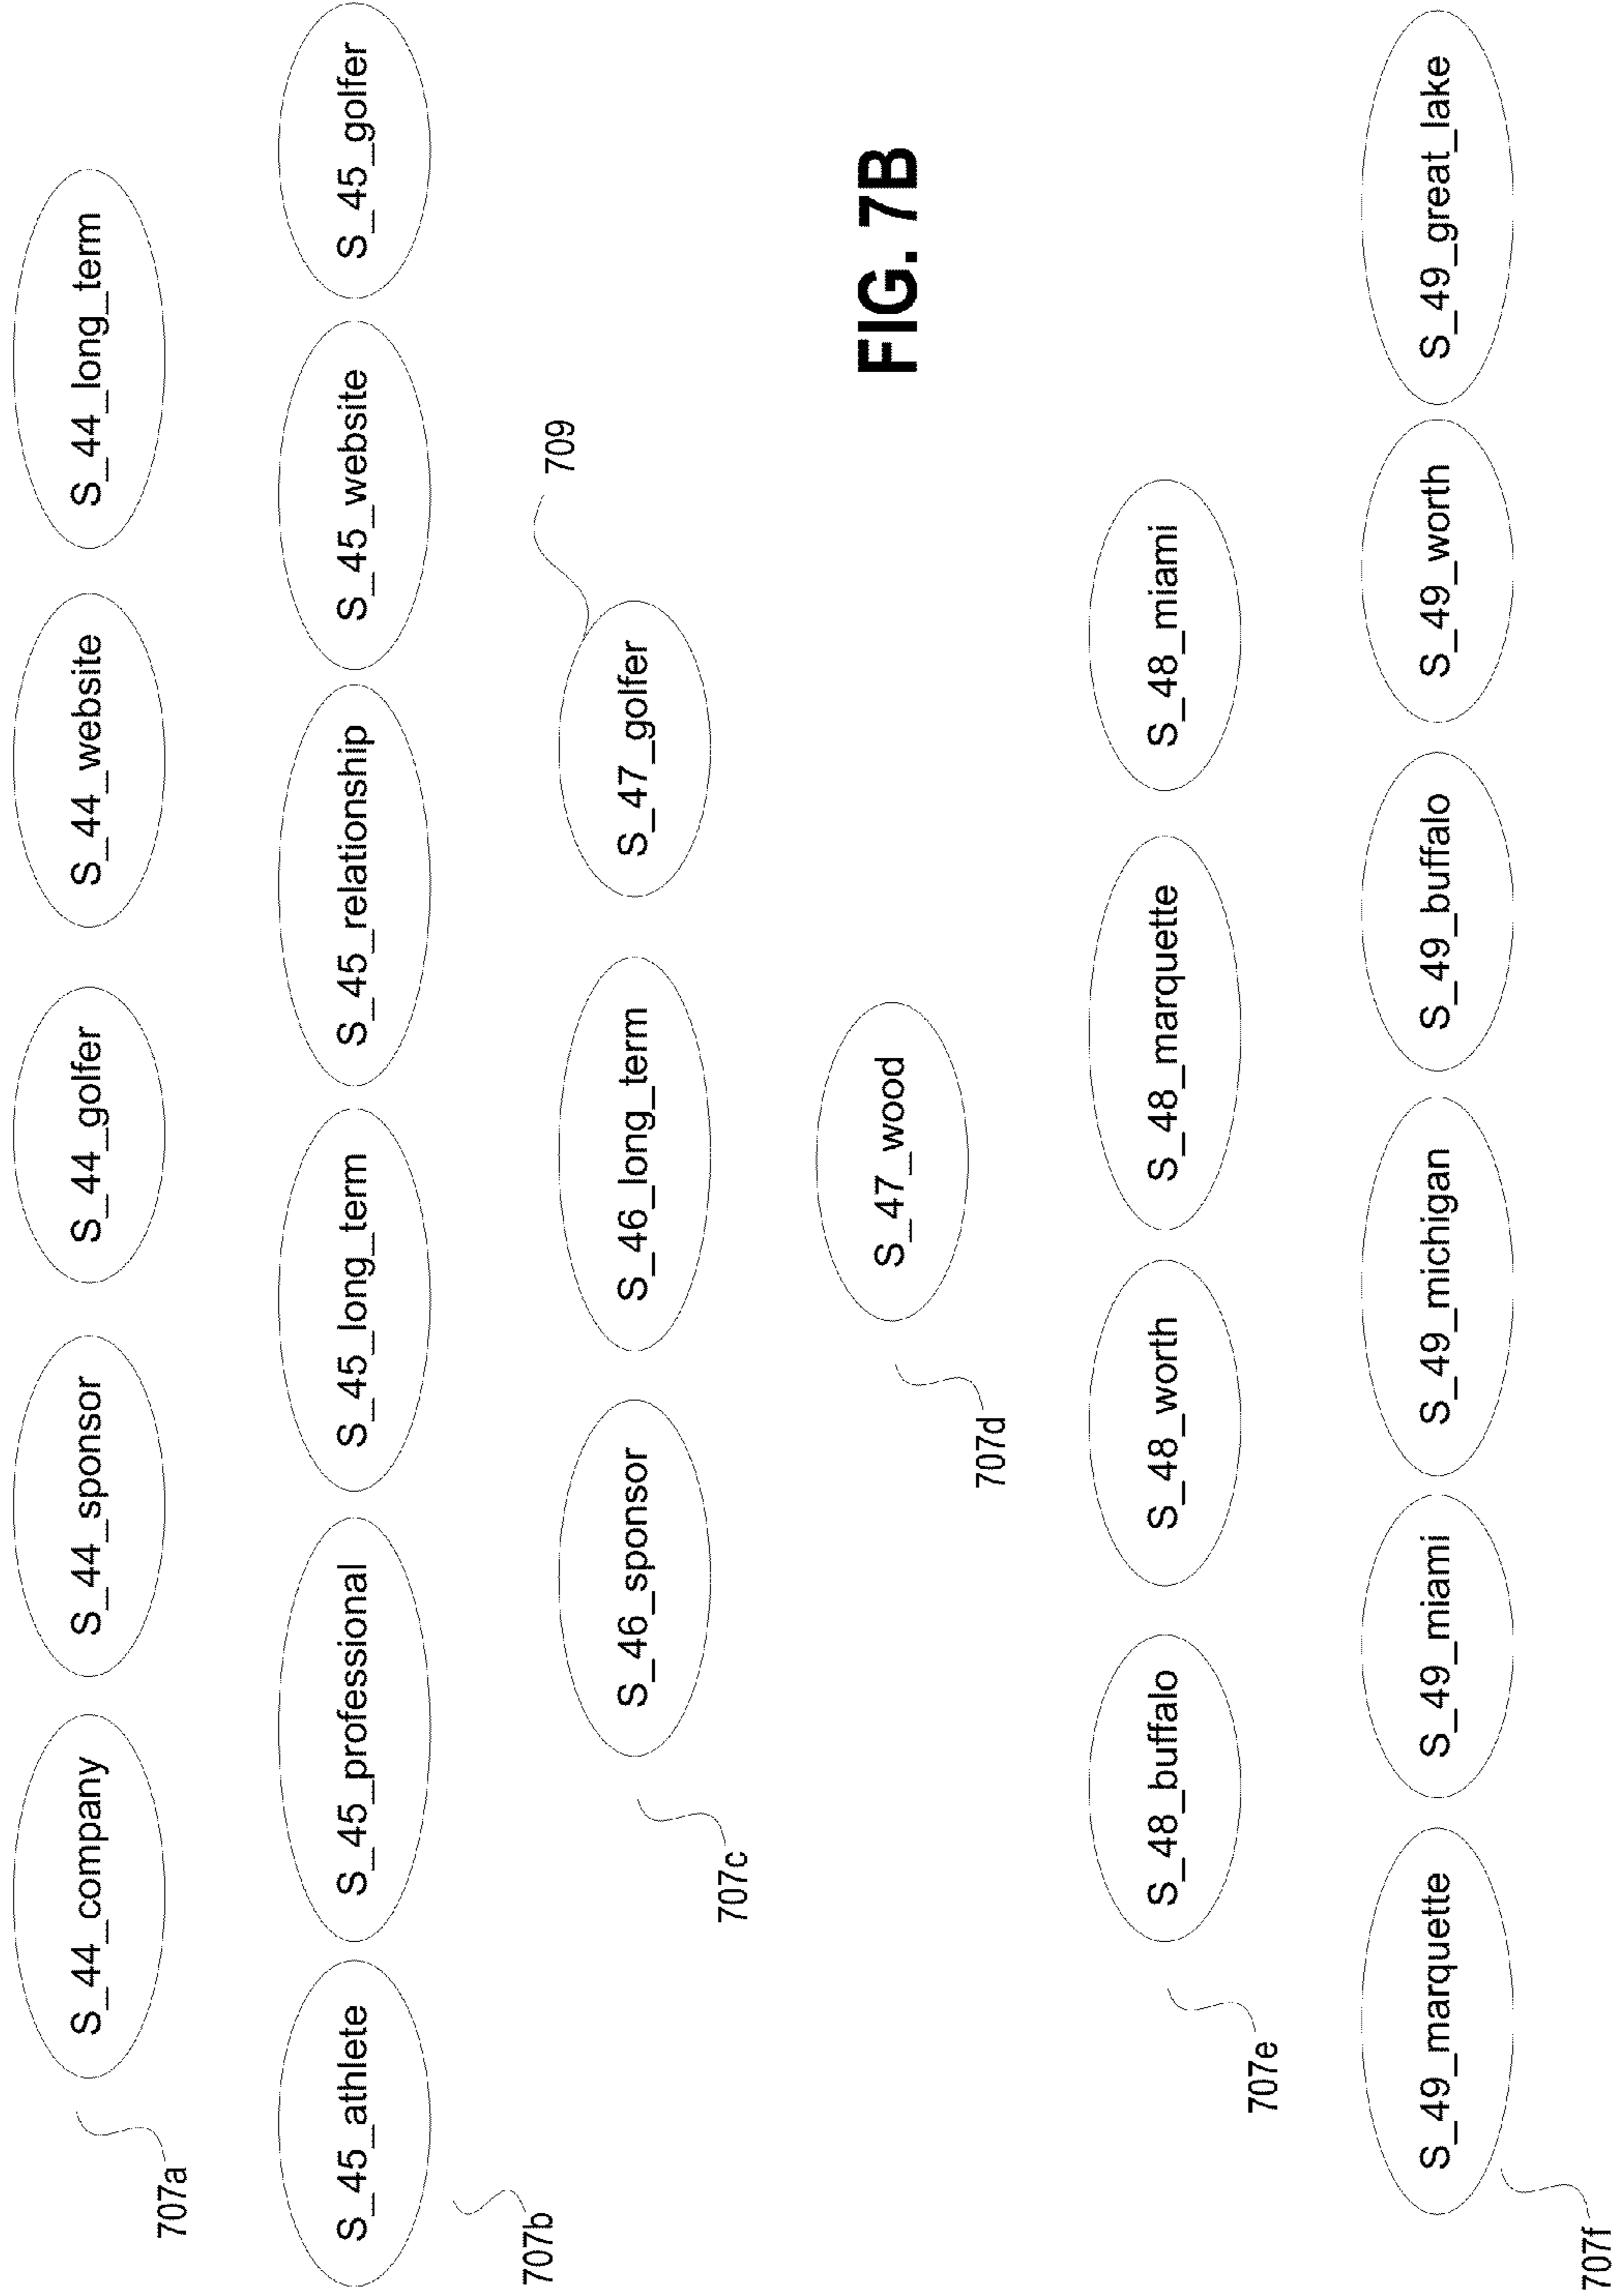 S_44_company S_44_sponsor S_44_golfer S_44_website S_44_long_term
707a
S_45_athlete S_45_professional S_45_long_term S_45_relationship S_45_website S_45_golfer
707b
709
S_46_sponsor S_46_long_term S_47_golfer
707c
S_47_wood
707d
FIG. 7B
S_48_buffalo S_48_worth S_48_marquette S_48_miami
707e
S_49_marquette S_49_miami S_49_michigan S_49_buffalo S_49_worth S_49_great_lake
707f